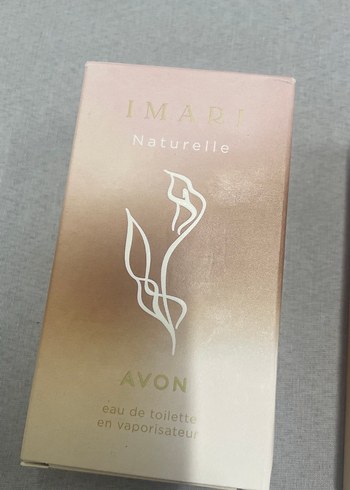 IMARI
Naturelle
AVON
eau de toilette
en vaporisateur